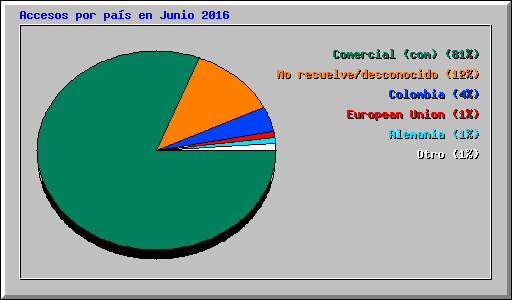 Accesos por país en Junio 2016
Comercial (com) (81%)
No resuelve/desconocido (12%)
Colombia (4%)
European Union (1%)
Alemania (1%)
Otro (1%)